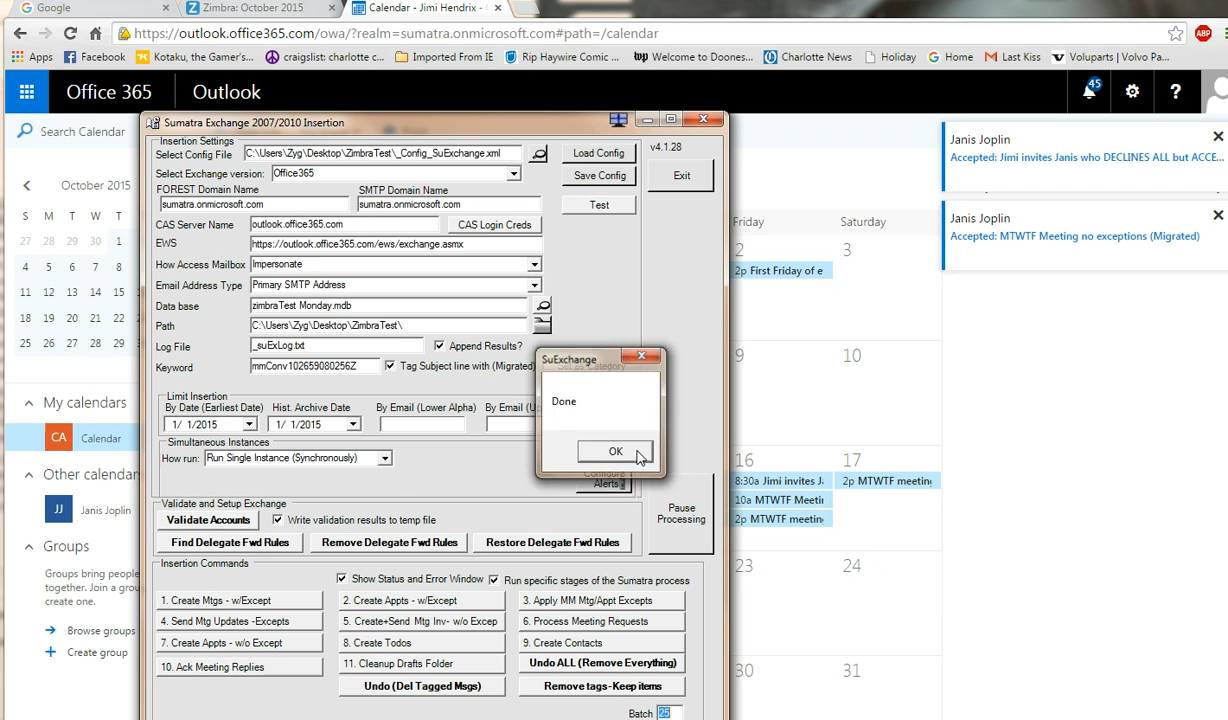 Google
Zimbra: October 2015
Calendar - Jimi Hendrix -
https://outlook.office365.com/owa/?realm=sumatra.onmicrosoft.com#path=/calendar
ABP
Apps
Facebook
Kotaku, the Gamer's...
craigslist: charlotte c...
Imported From IE
Rip Haywire Comic ...
Welcome to Doones...
Charlotte News
Holiday
Home
Last Kiss
Voluparts | Volvo Pa...
Office 365
Outlook
45
?
Search Calendar
October 2015
S M T W T
27 28 29 30 1
4 5 6 7 8
11 12 13 14 15
18 19 20 21 22
25 26 27 28 29
My calendars
CA Calendar
Other calendar
JJ Janis Joplin
Groups
Groups bring people
together. Join a grou
create one.
Browse groups
Create group
Sumatra Exchange 2007/2010 Insertion
Insertion Settings
Select Config File C:\Users\Zyg\Desktop\ZimbraTest\_Config_SuExchange.xml
Load Config
v4.1.28
Select Exchange version: Office365
Save Config
Exit
FOREST Domain Name
SMTP Domain Name
sumatra.onmicrosoft.com
sumatra.onmicrosoft.com
Test
CAS Server Name outlook.office365.com
CAS Login Creds
EWS https://outlook.office365.com/ews/exchange.asmx
How Access Mailbox Impersonate
Email Address Type Primary SMTP Address
Data base zimbraTest Monday.mdb
Path C:\Users\Zyg\Desktop\ZimbraTest\
Log File _suExLog.txt
Append Results?
Keyword mmConv102659080256Z
Tag Subject line with (Migrated)
Set as Category
Limit Insertion
By Date (Earliest Date) Hist. Archive Date By Email (Lower Alpha) By Email (U
1/ 1/2015 1/ 1/2015
Simultaneous Instances
How run: Run Single Instance (Synchronously)
Configure
Alerts
SuExchange
Done
OK
Pause
Processing
Validate and Setup Exchange
Validate Accounts
Write validation results to temp file
Find Delegate Fwd Rules
Remove Delegate Fwd Rules
Restore Delegate Fwd Rules
Insertion Commands
Show Status and Error Window
Run specific stages of the Sumatra process
1. Create Mtgs - w/Except
2. Create Appts - w/Except
3. Apply MM Mtg/Appt Excepts
4. Send Mtg Updates -Excepts
5. Create+Send Mtg Inv- w/o Excep
6. Process Meeting Requests
7. Create Appts - w/o Except
8. Create Todos
9. Create Contacts
10. Ack Meeting Replies
11. Cleanup Drafts Folder
Undo ALL (Remove Everything)
Undo (Del Tagged Msgs)
Remove tags-Keep items
Batch 25
Janis Joplin
Accepted: Jimi invites Janis who DECLINES ALL but ACCE...
Janis Joplin
Accepted: MTWTF Meeting no exceptions (Migrated)
Friday Saturday
2 3
2p First Friday of e
9 10
16 17
8:30a Jimi invites J
2p MTWTF meeting
10a MTWTF Meeti
2p MTWTF meetin
23 24
30 31